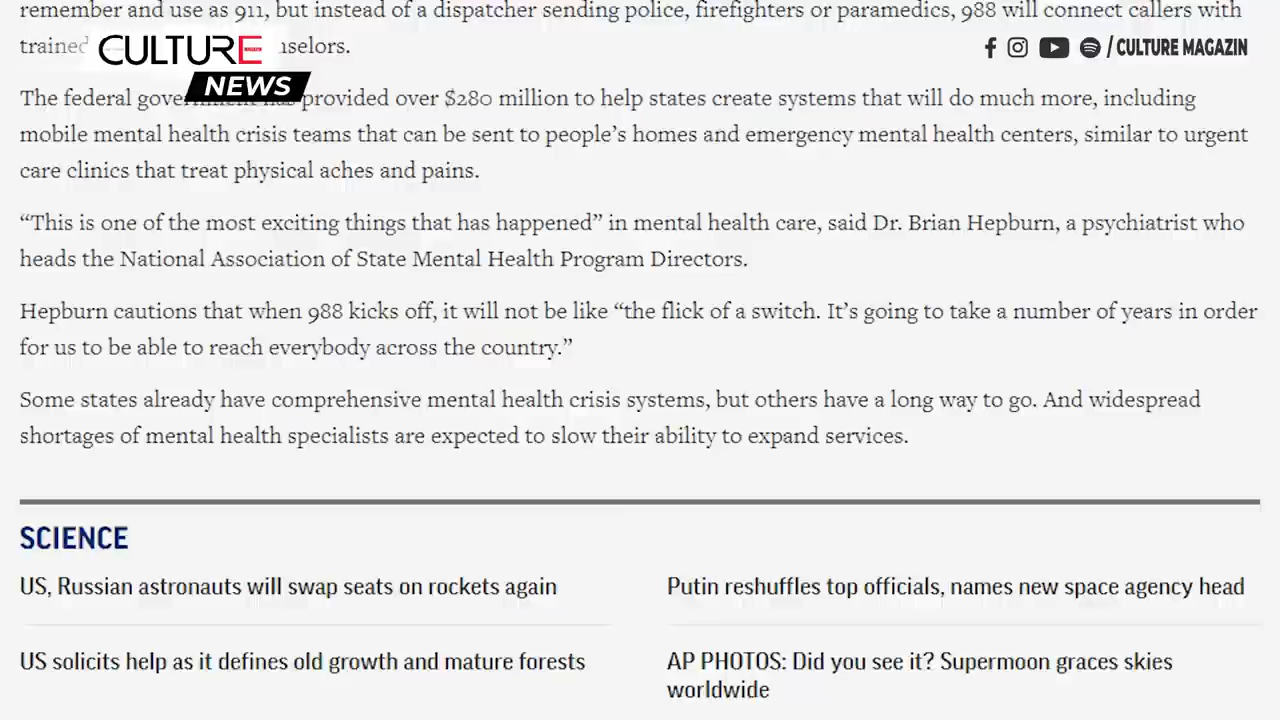 remember and use as 911, but instead of a dispatcher sending police, firefighters or paramedics, 988 will connect callers with
trained nselors.
CULTURE
NEWS
/ CULTURE MAGAZIN
The federal government has provided over $280 million to help states create systems that will do much more, including
mobile mental health crisis teams that can be sent to people’s homes and emergency mental health centers, similar to urgent
care clinics that treat physical aches and pains.
“This is one of the most exciting things that has happened” in mental health care, said Dr. Brian Hepburn, a psychiatrist who
heads the National Association of State Mental Health Program Directors.
Hepburn cautions that when 988 kicks off, it will not be like “the flick of a switch. It’s going to take a number of years in order
for us to be able to reach everybody across the country.”
Some states already have comprehensive mental health crisis systems, but others have a long way to go. And widespread
shortages of mental health specialists are expected to slow their ability to expand services.
SCIENCE
US, Russian astronauts will swap seats on rockets again
Putin reshuffles top officials, names new space agency head
US solicits help as it defines old growth and mature forests
AP PHOTOS: Did you see it? Supermoon graces skies
worldwide